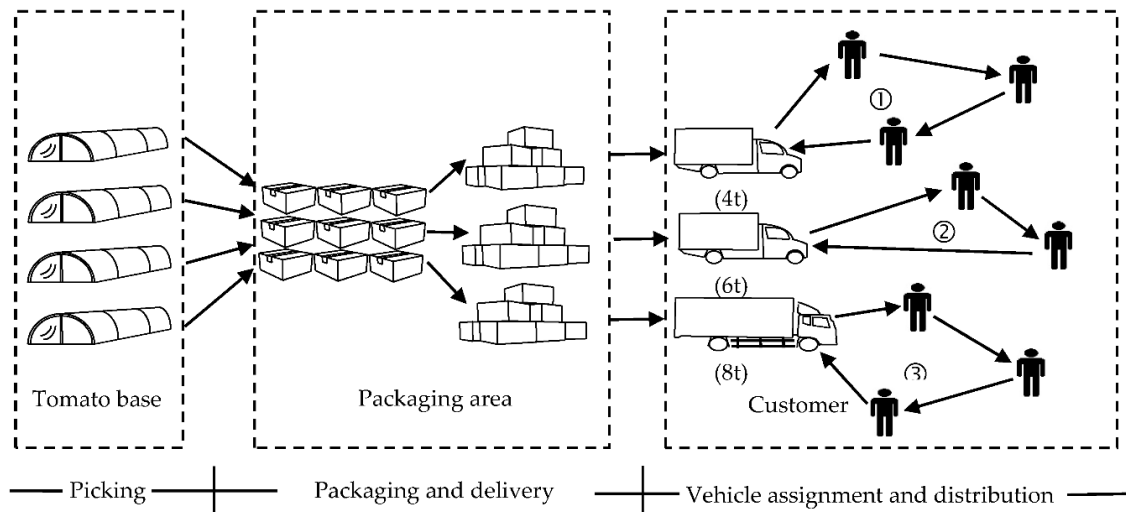 ①
(4t)
②
(6t)
(8t)
③
Tomato base
Packaging area
Customer
Picking
Packaging and delivery
Vehicle assignment and distribution